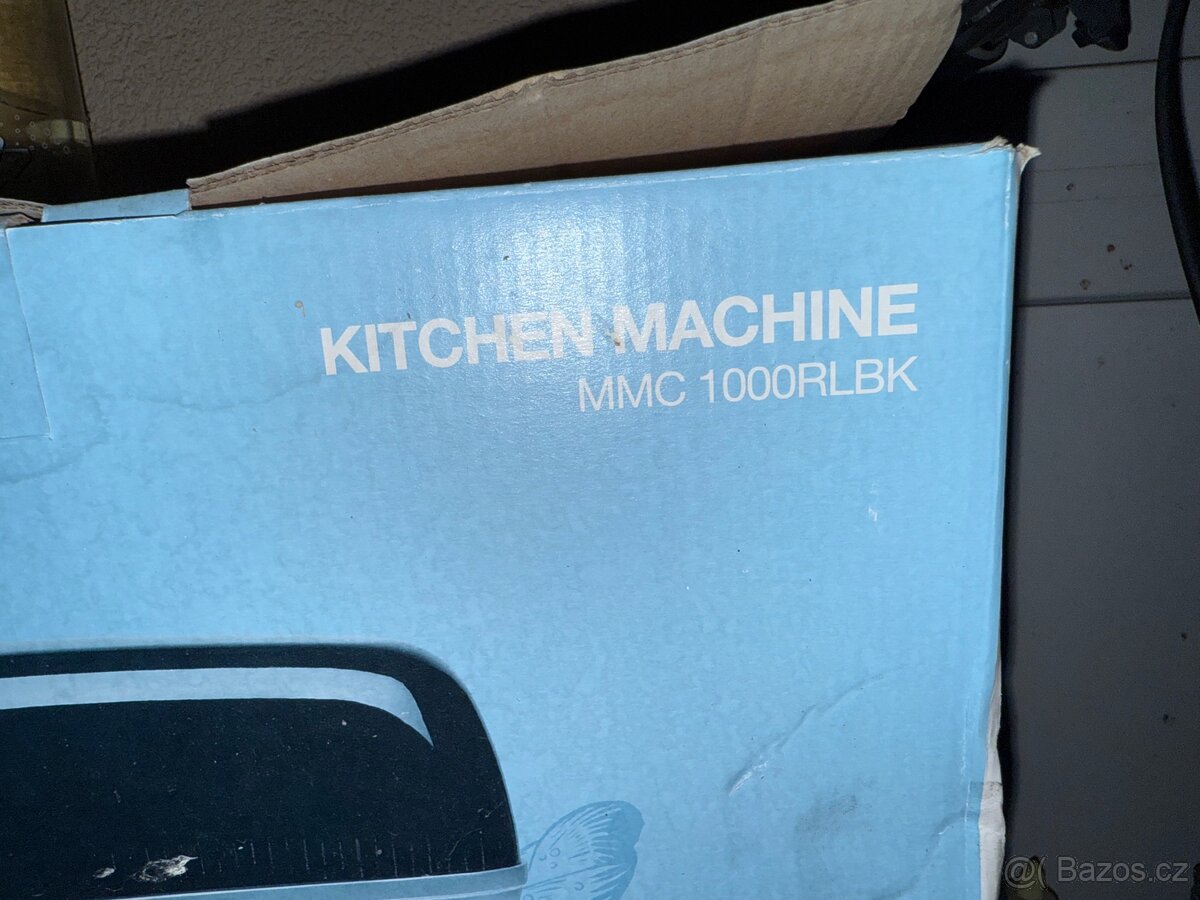 KITCHEN MACHINE
MMC 1000RLBK
@ Bazos.cz